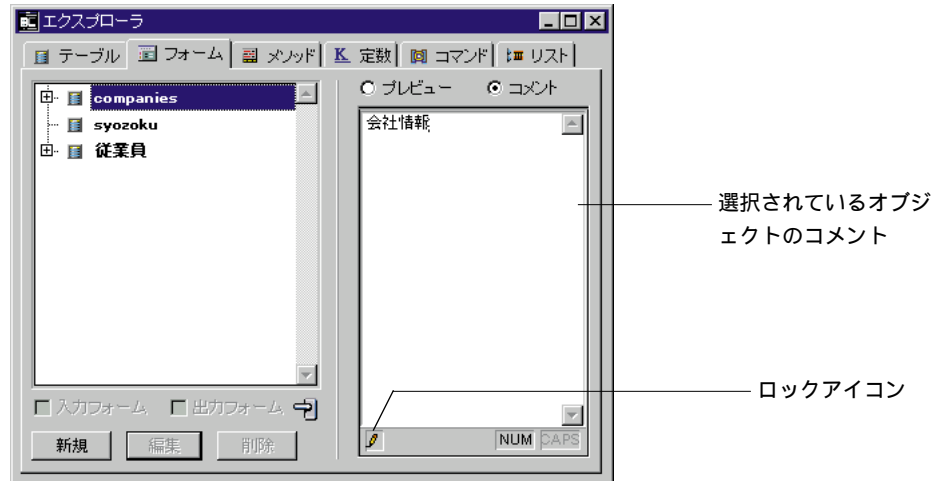 エクスプローラ
テーブル フォーム メソッド K 定数 コマンド リスト
companies
syozoku
従業員
入力フォーム 出力フォーム
新規 編集 削除
プレビュー コメント
会社情報
NUM CAPS
選択されているオブジ
ェクトのコメント
ロックアイコン